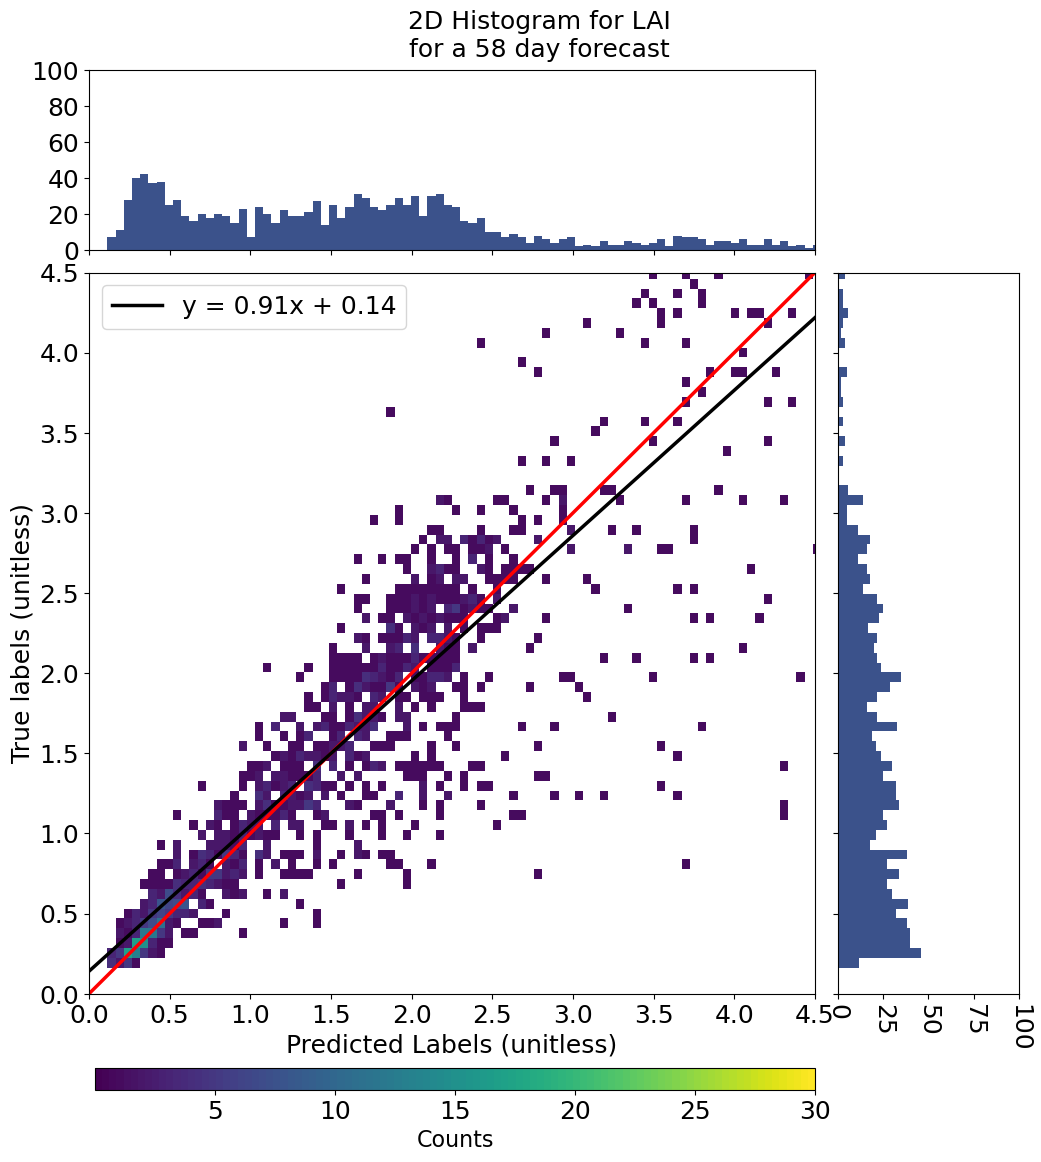 2D Histogram for LAI
for a 58 day forecast
100
80
60
40
20
0
4.5
4.0
3.5
3.0
2.5
2.0
1.5
1.0
0.5
0.0
True labels (unitless)
y = 0.91x + 0.14
0.0 0.5 1.0 1.5 2.0 2.5 3.0 3.5 4.0 4.5
Predicted Labels (unitless)
0 25 50 75 100
5 10 15 20 25 30
Counts